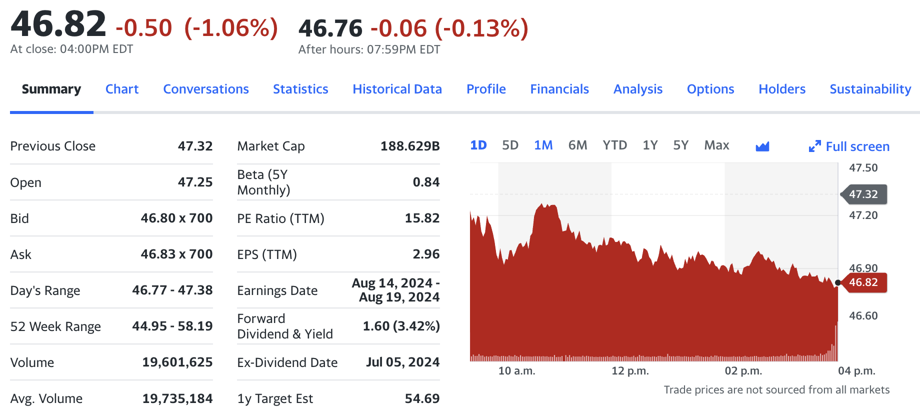 46.82 -0.50 (-1.06%) 46.76 -0.06 (-0.13%)
At close: 04:00PM EDT After hours: 07:59PM EDT
Summary Chart Conversations Statistics Historical Data Profile Financials Analysis Options Holders Sustainability
Previous Close 47.32
Open 47.25
Bid 46.80 x 700
Ask 46.83 x 700
Day's Range 46.77 - 47.38
52 Week Range 44.95 - 58.19
Volume 19,601,625
Avg. Volume 19,735,184
Market Cap 188.629B
Beta (5Y
Monthly) 0.84
PE Ratio (TTM) 15.82
EPS (TTM) 2.96
Earnings Date Aug 14, 2024 -
Aug 19, 2024
Forward
Dividend & Yield 1.60 (3.42%)
Ex-Dividend Date Jul 05, 2024
1y Target Est 54.69
1D 5D 1M 6M YTD 1Y 5Y Max Full screen
47.50
47.32
47.20
46.90
46.82
46.60
10 a.m. 12 p.m. 02 p.m. 04 p.m.
Trade prices are not sourced from all markets